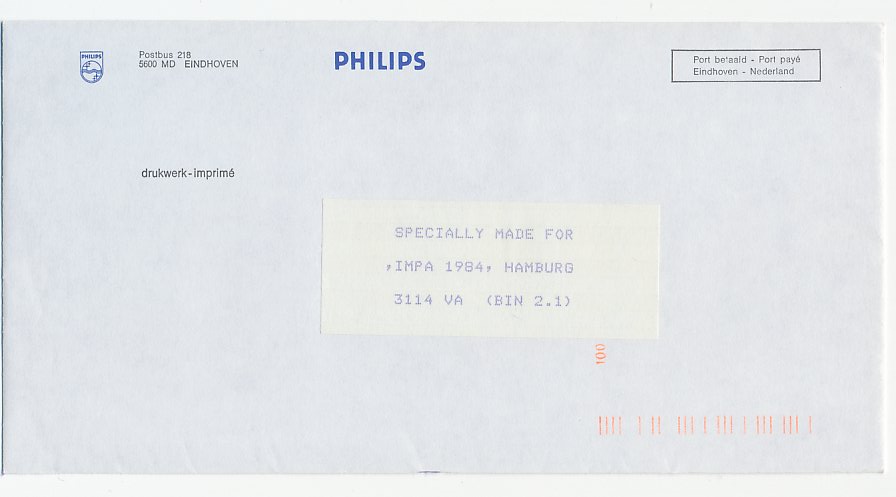 PHILIPS
Postbus 218
5600 MD EINDHOVEN
PHILIPS
Port betaald - Port payé
Eindhoven - Nederland
drukwerk-imprimé
SPECIALLY MADE FOR
,IMPA 1984, HAMBURG
3114 VA (BIN 2.1)
100